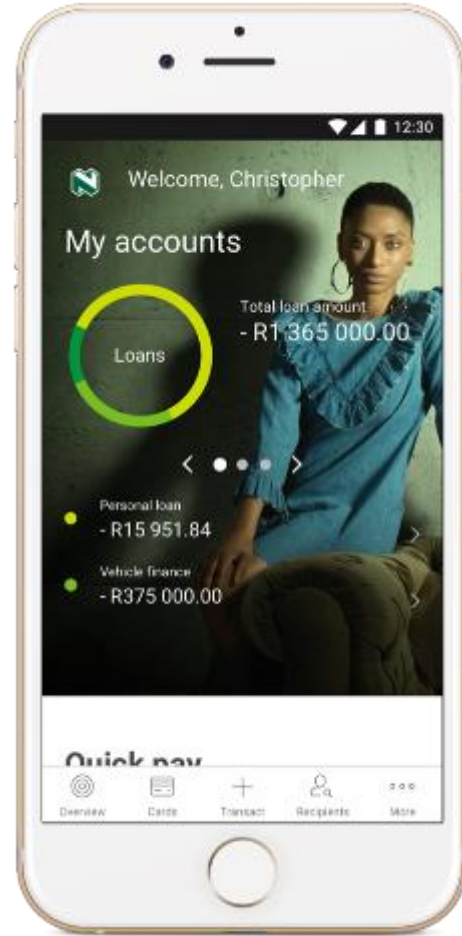 12:30
Welcome, Christopher
My accounts
Loans
Total loan amount
- R1 365 000.00
Personal loan
- R15 951.84
Vehicle finance
- R375 000.00
Quick pay
Overview
Cards
Transact
Recipients
More